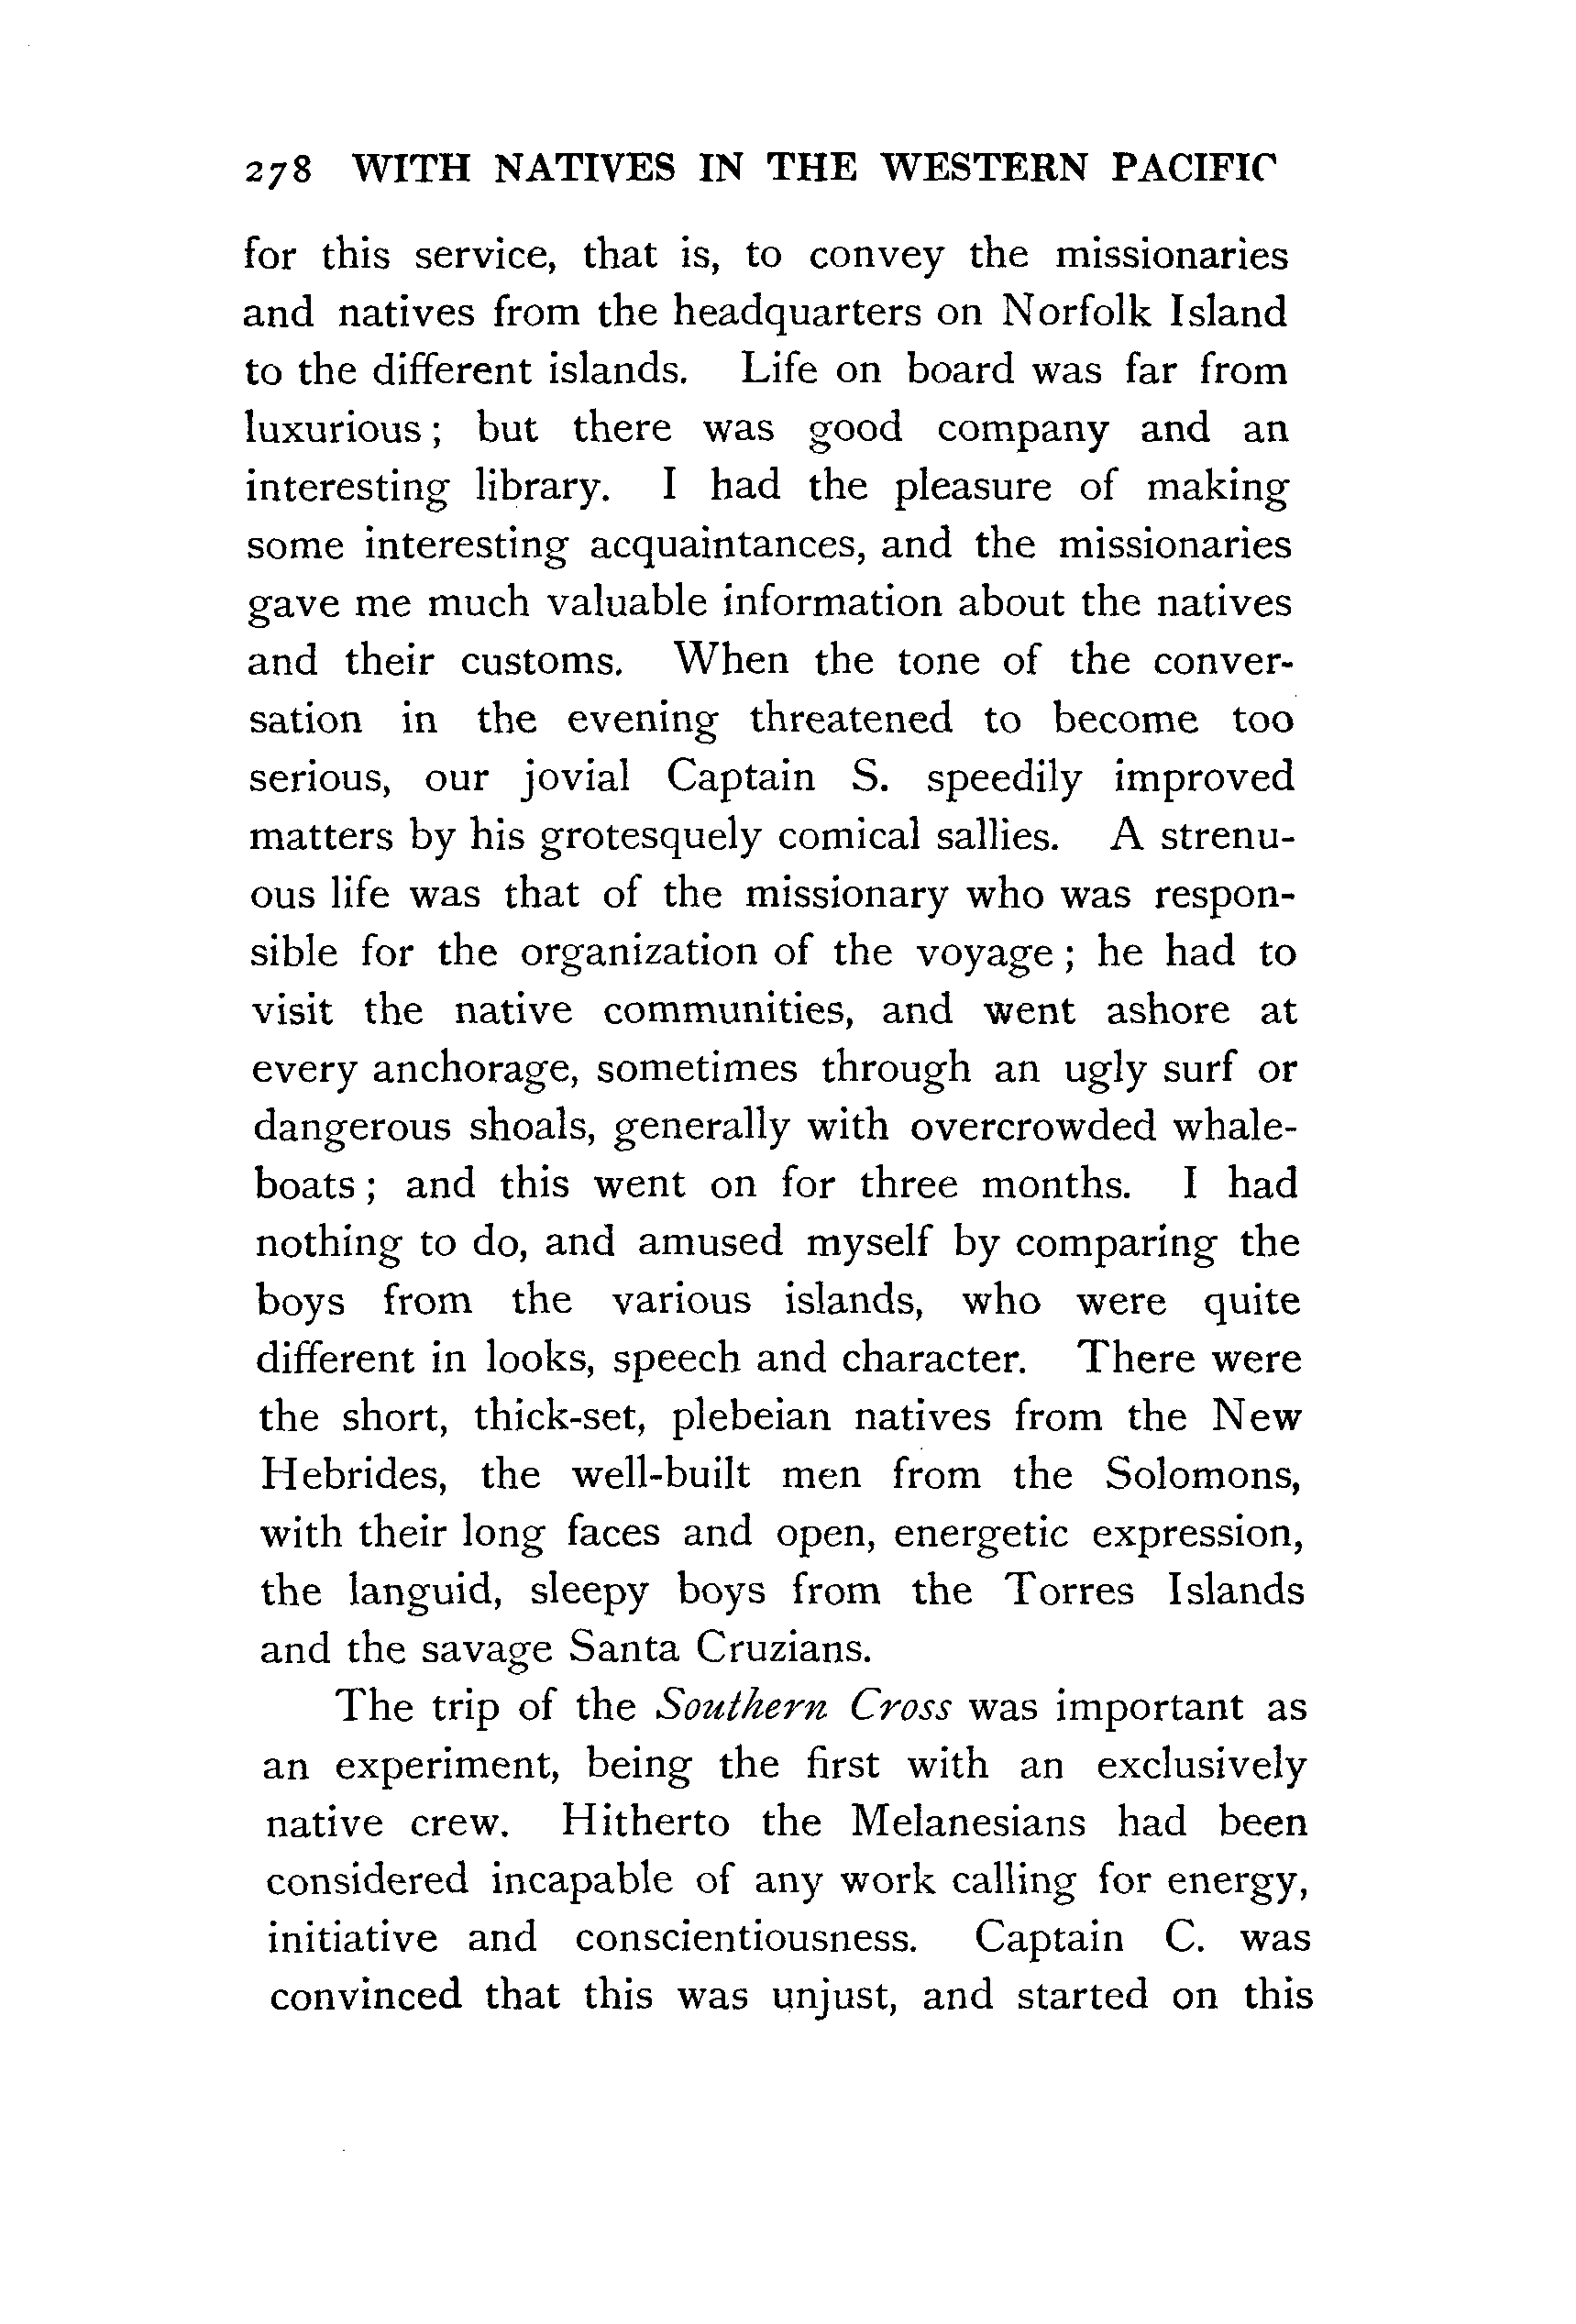 278 WITH NATIVES IN THE WESTERN PACIFIC
for this service, that is, to convey the missionaries
and natives from the headquarters on Norfolk Island
to the different islands. Life on board was far from
luxurious; but there was good company and an
interesting library. I had the pleasure of making
some interesting acquaintances, and the missionaries
gave me much valuable information about the natives
and their customs. When the tone of the conver-
sation in the evening threatened to become too
serious, our jovial Captain S. speedily improved
matters by his grotesquely comical sallies. A strenu-
ous life was that of the missionary who was respon-
sible for the organization of the voyage; he had to
visit the native communities, and went ashore at
every anchorage, sometimes through an ugly surf or
dangerous shoals, generally with overcrowded whale-
boats; and this went on for three months. I had
nothing to do, and amused myself by comparing the
boys from the various islands, who were quite
different in looks, speech and character. There were
the short, thick-set, plebeian natives from the New
Hebrides, the well-built men from the Solomons,
with their long faces and open, energetic expression,
the languid, sleepy boys from the Torres Islands
and the savage Santa Cruzians.
The trip of the Southern Cross was important as
an experiment, being the first with an exclusively
native crew. Hitherto the Melanesians had been
considered incapable of any work calling for energy,
initiative and conscientiousness. Captain C. was
convinced that this was unjust, and started on this